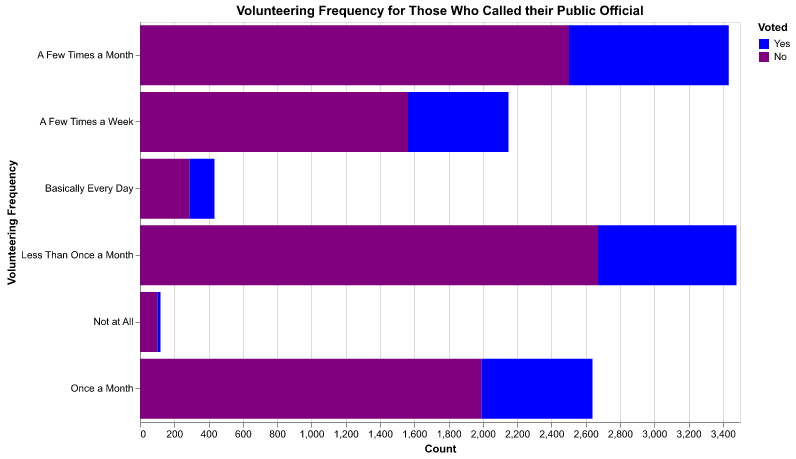 Volunteering Frequency for Those Who Called their Public Official
Voted
Yes
No
Volunteering Frequency
A Few Times a Month
A Few Times a Week
Basically Every Day
Less Than Once a Month
Not at All
Once a Month
0 200 400 600 800 1,000 1,200 1,400 1,600 1,800 2,000 2,200 2,400 2,600 2,800 3,000 3,200 3,400
Count